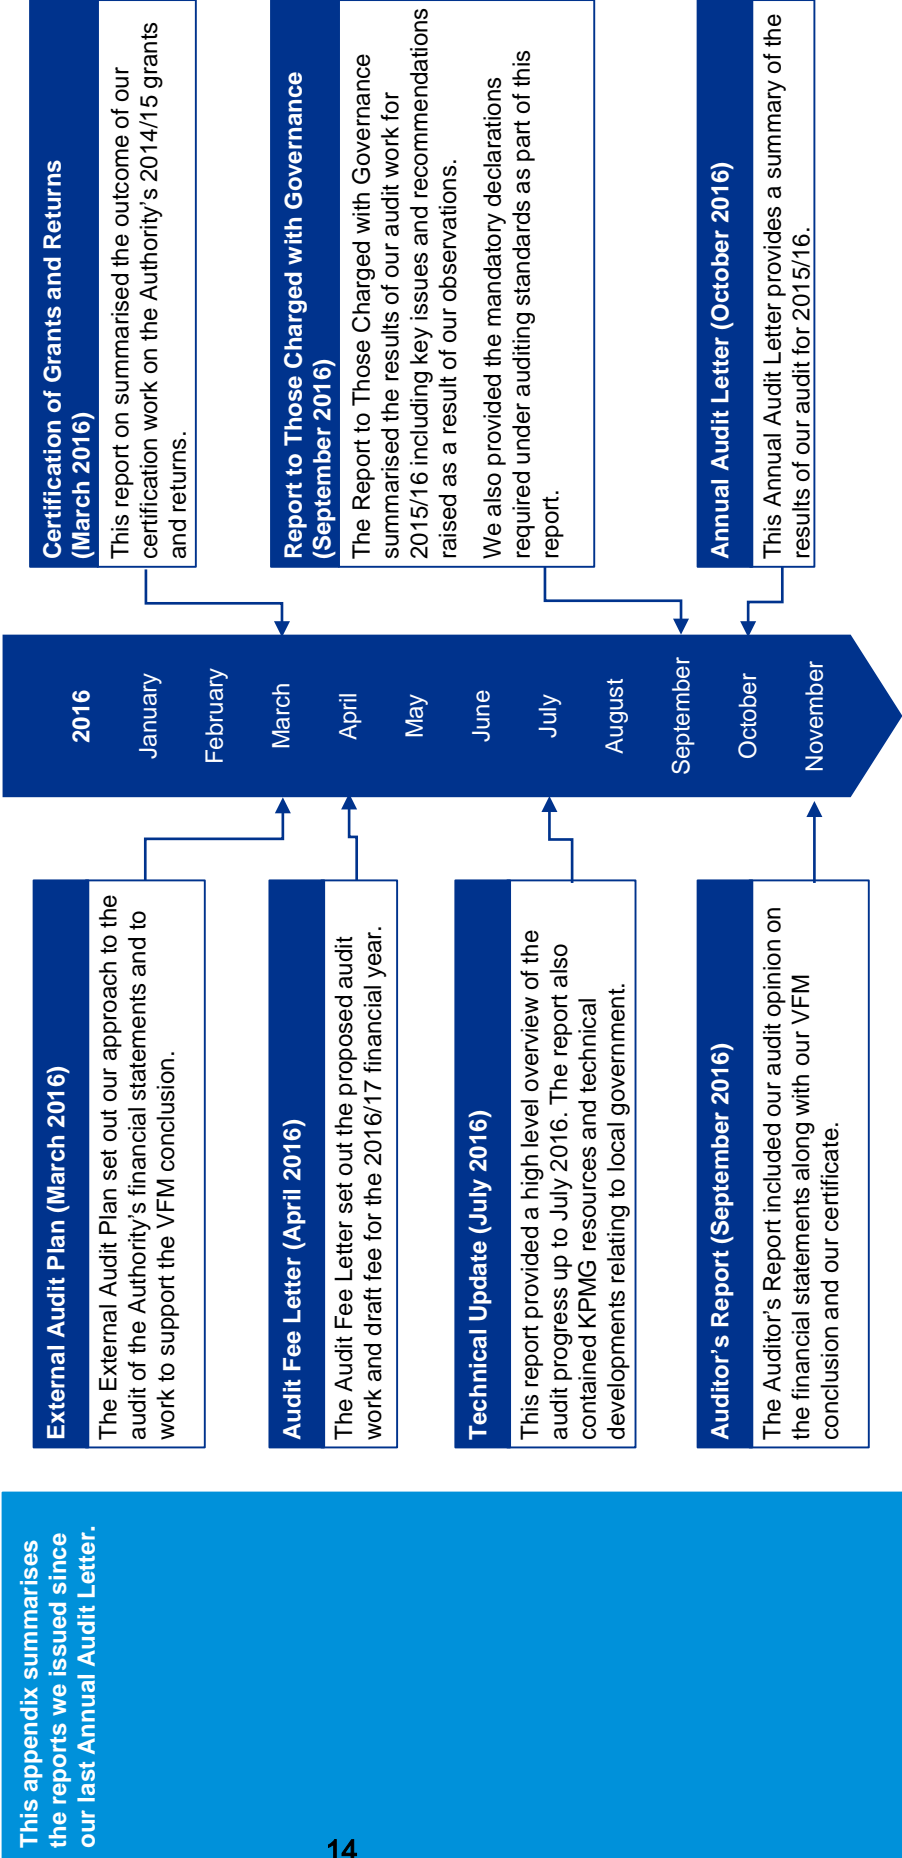 This appendix summarises
the reports we issued since
our last Annual Audit Letter.
External Audit Plan (March 2016)
The External Audit Plan set out our approach to the
audit of the Authority’s financial statements and to
work to support the VFM conclusion.
Audit Fee Letter (April 2016)
The Audit Fee Letter set out the proposed audit
work and draft fee for the 2016/17 financial year.
Technical Update (July 2016)
This report provided a high level overview of the
audit progress up to July 2016. The report also
contained KPMG resources and technical
developments relating to local government.
Auditor’s Report (September 2016)
The Auditor’s Report included our audit opinion on
the financial statements along with our VFM
conclusion and our certificate.
2016
January
February
March
April
May
June
July
August
September
October
November
Certification of Grants and Returns
(March 2016)
This report on summarised the outcome of our
certification work on the Authority’s 2014/15 grants
and returns.
Report to Those Charged with Governance
(September 2016)
The Report to Those Charged with Governance
summarised the results of our audit work for
2015/16 including key issues and recommendations
raised as a result of our observations.
We also provided the mandatory declarations
required under auditing standards as part of this
report.
Annual Audit Letter (October 2016)
This Annual Audit Letter provides a summary of the
results of our audit for 2015/16.
14